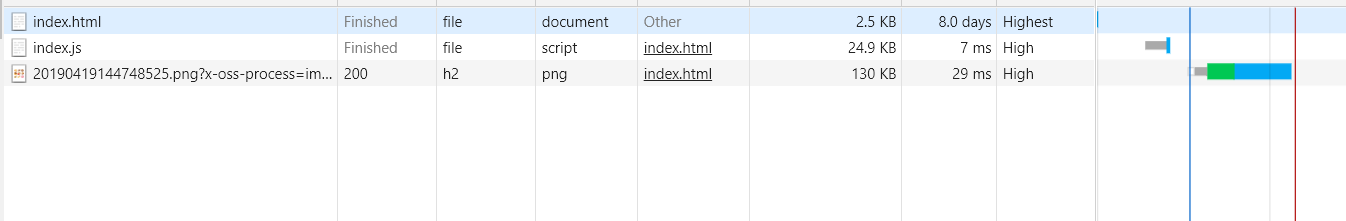 index.html Finished file document Other 2.5 KB 8.0 days Highest
index.js Finished file script index.html 24.9 KB 7 ms High
20190419144748525.png?x-oss-process=im... 200 h2 png index.html 130 KB 29 ms High